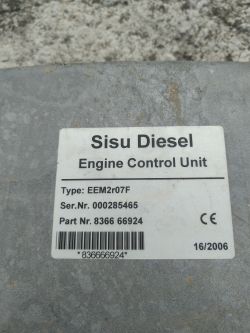 Sisu Diesel
Engine Control Unit
Type: EEM2r07F
Ser.Nr. 000285465
Part Nr. 8366 66924
CE
16/2006
*836666924*